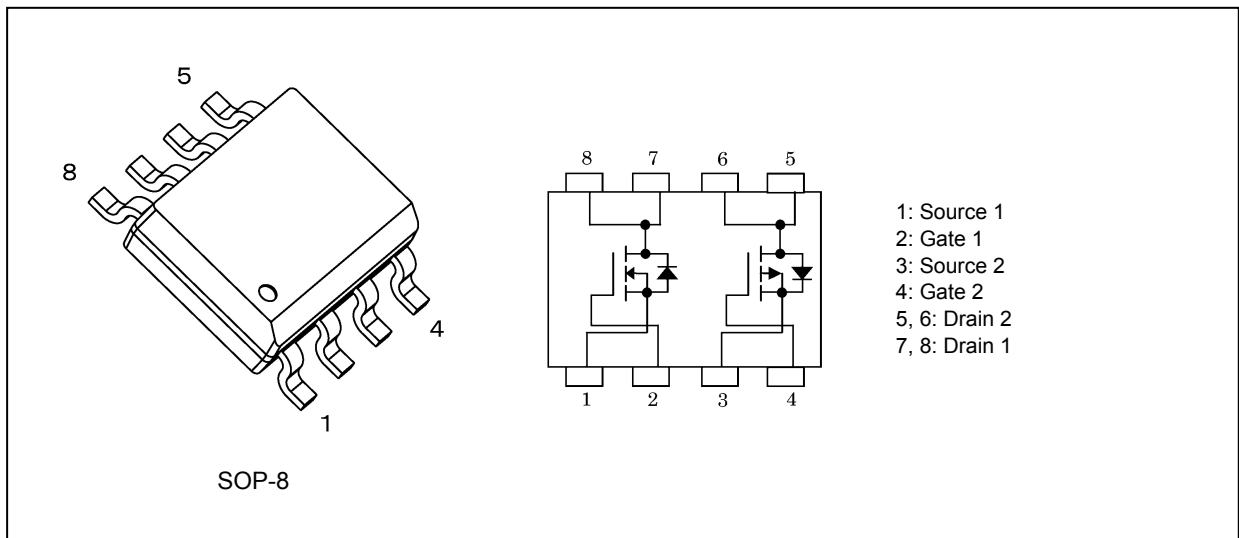 5
8
4
1
SOP-8
8 7 6 5
1 2 3 4
1: Source 1
2: Gate 1
3: Source 2
4: Gate 2
5, 6: Drain 2
7, 8: Drain 1